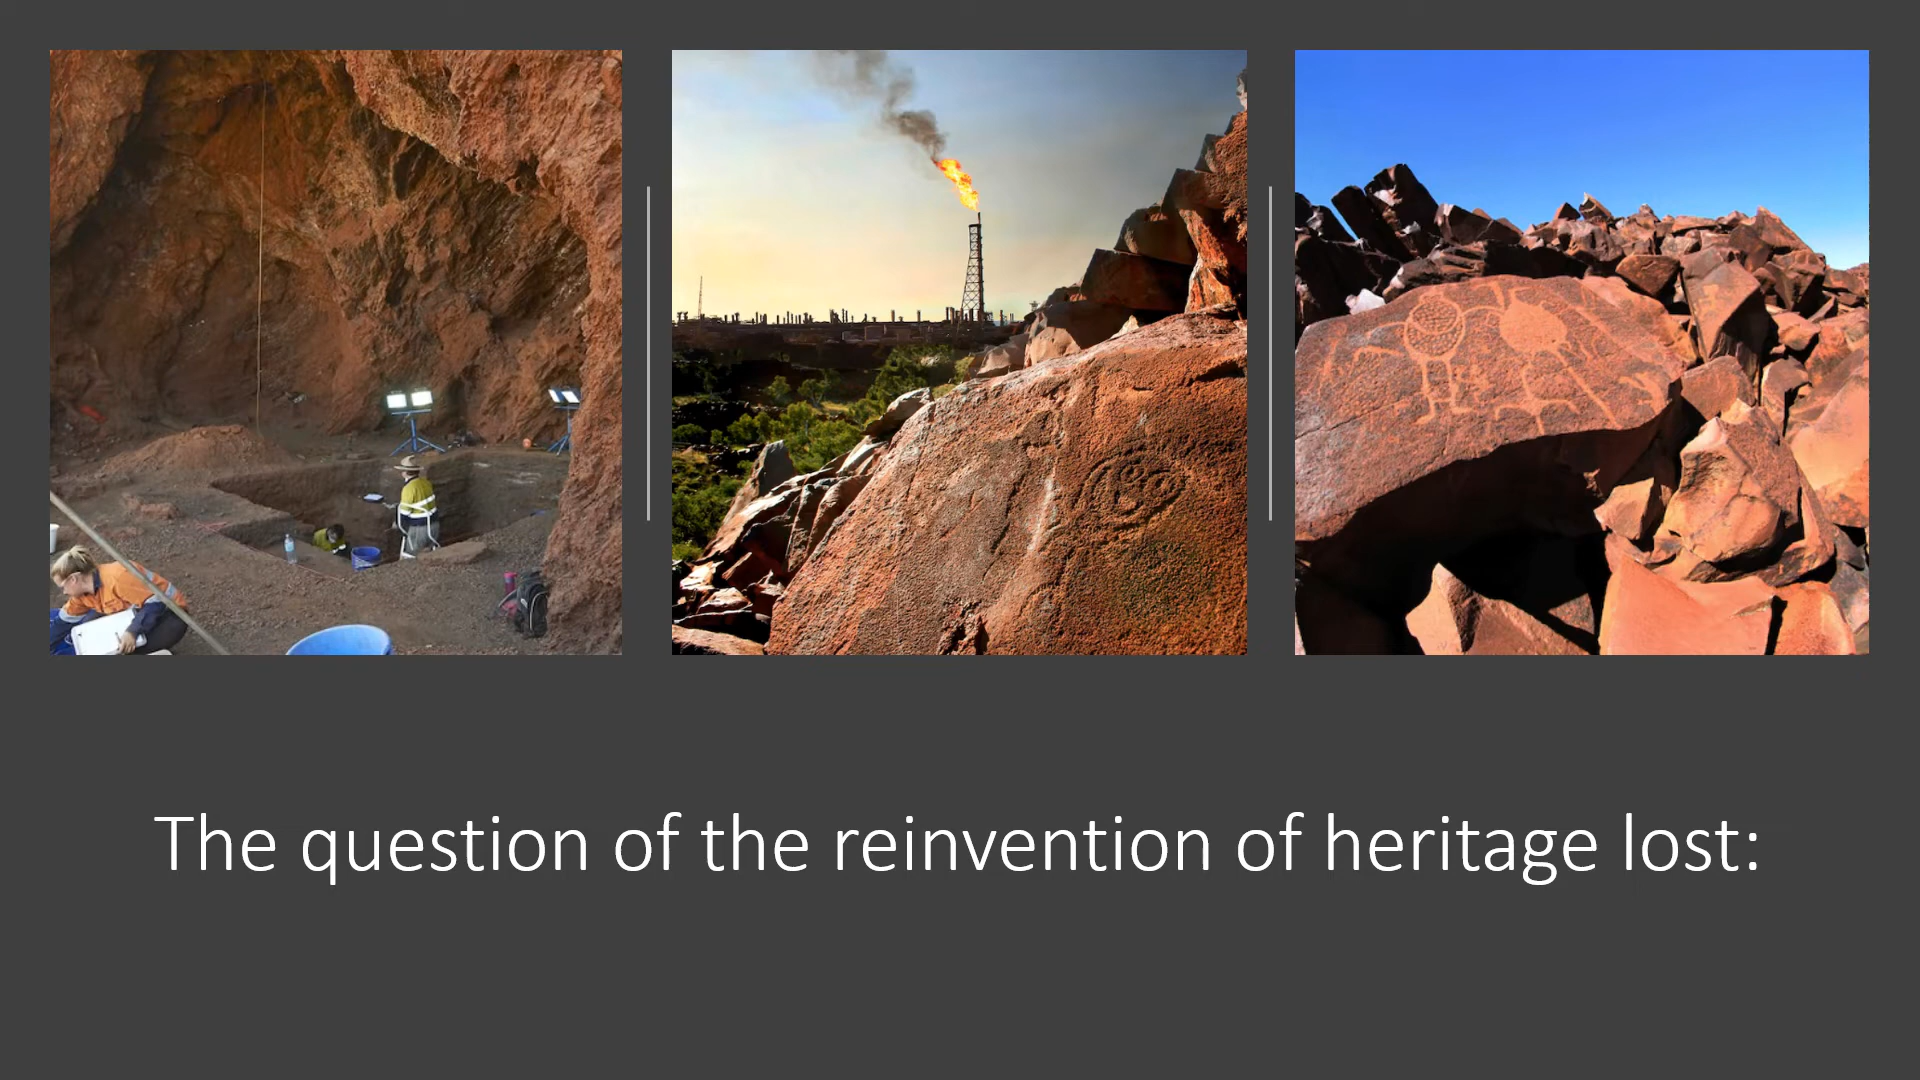 The question of the reinvention of heritage lost: